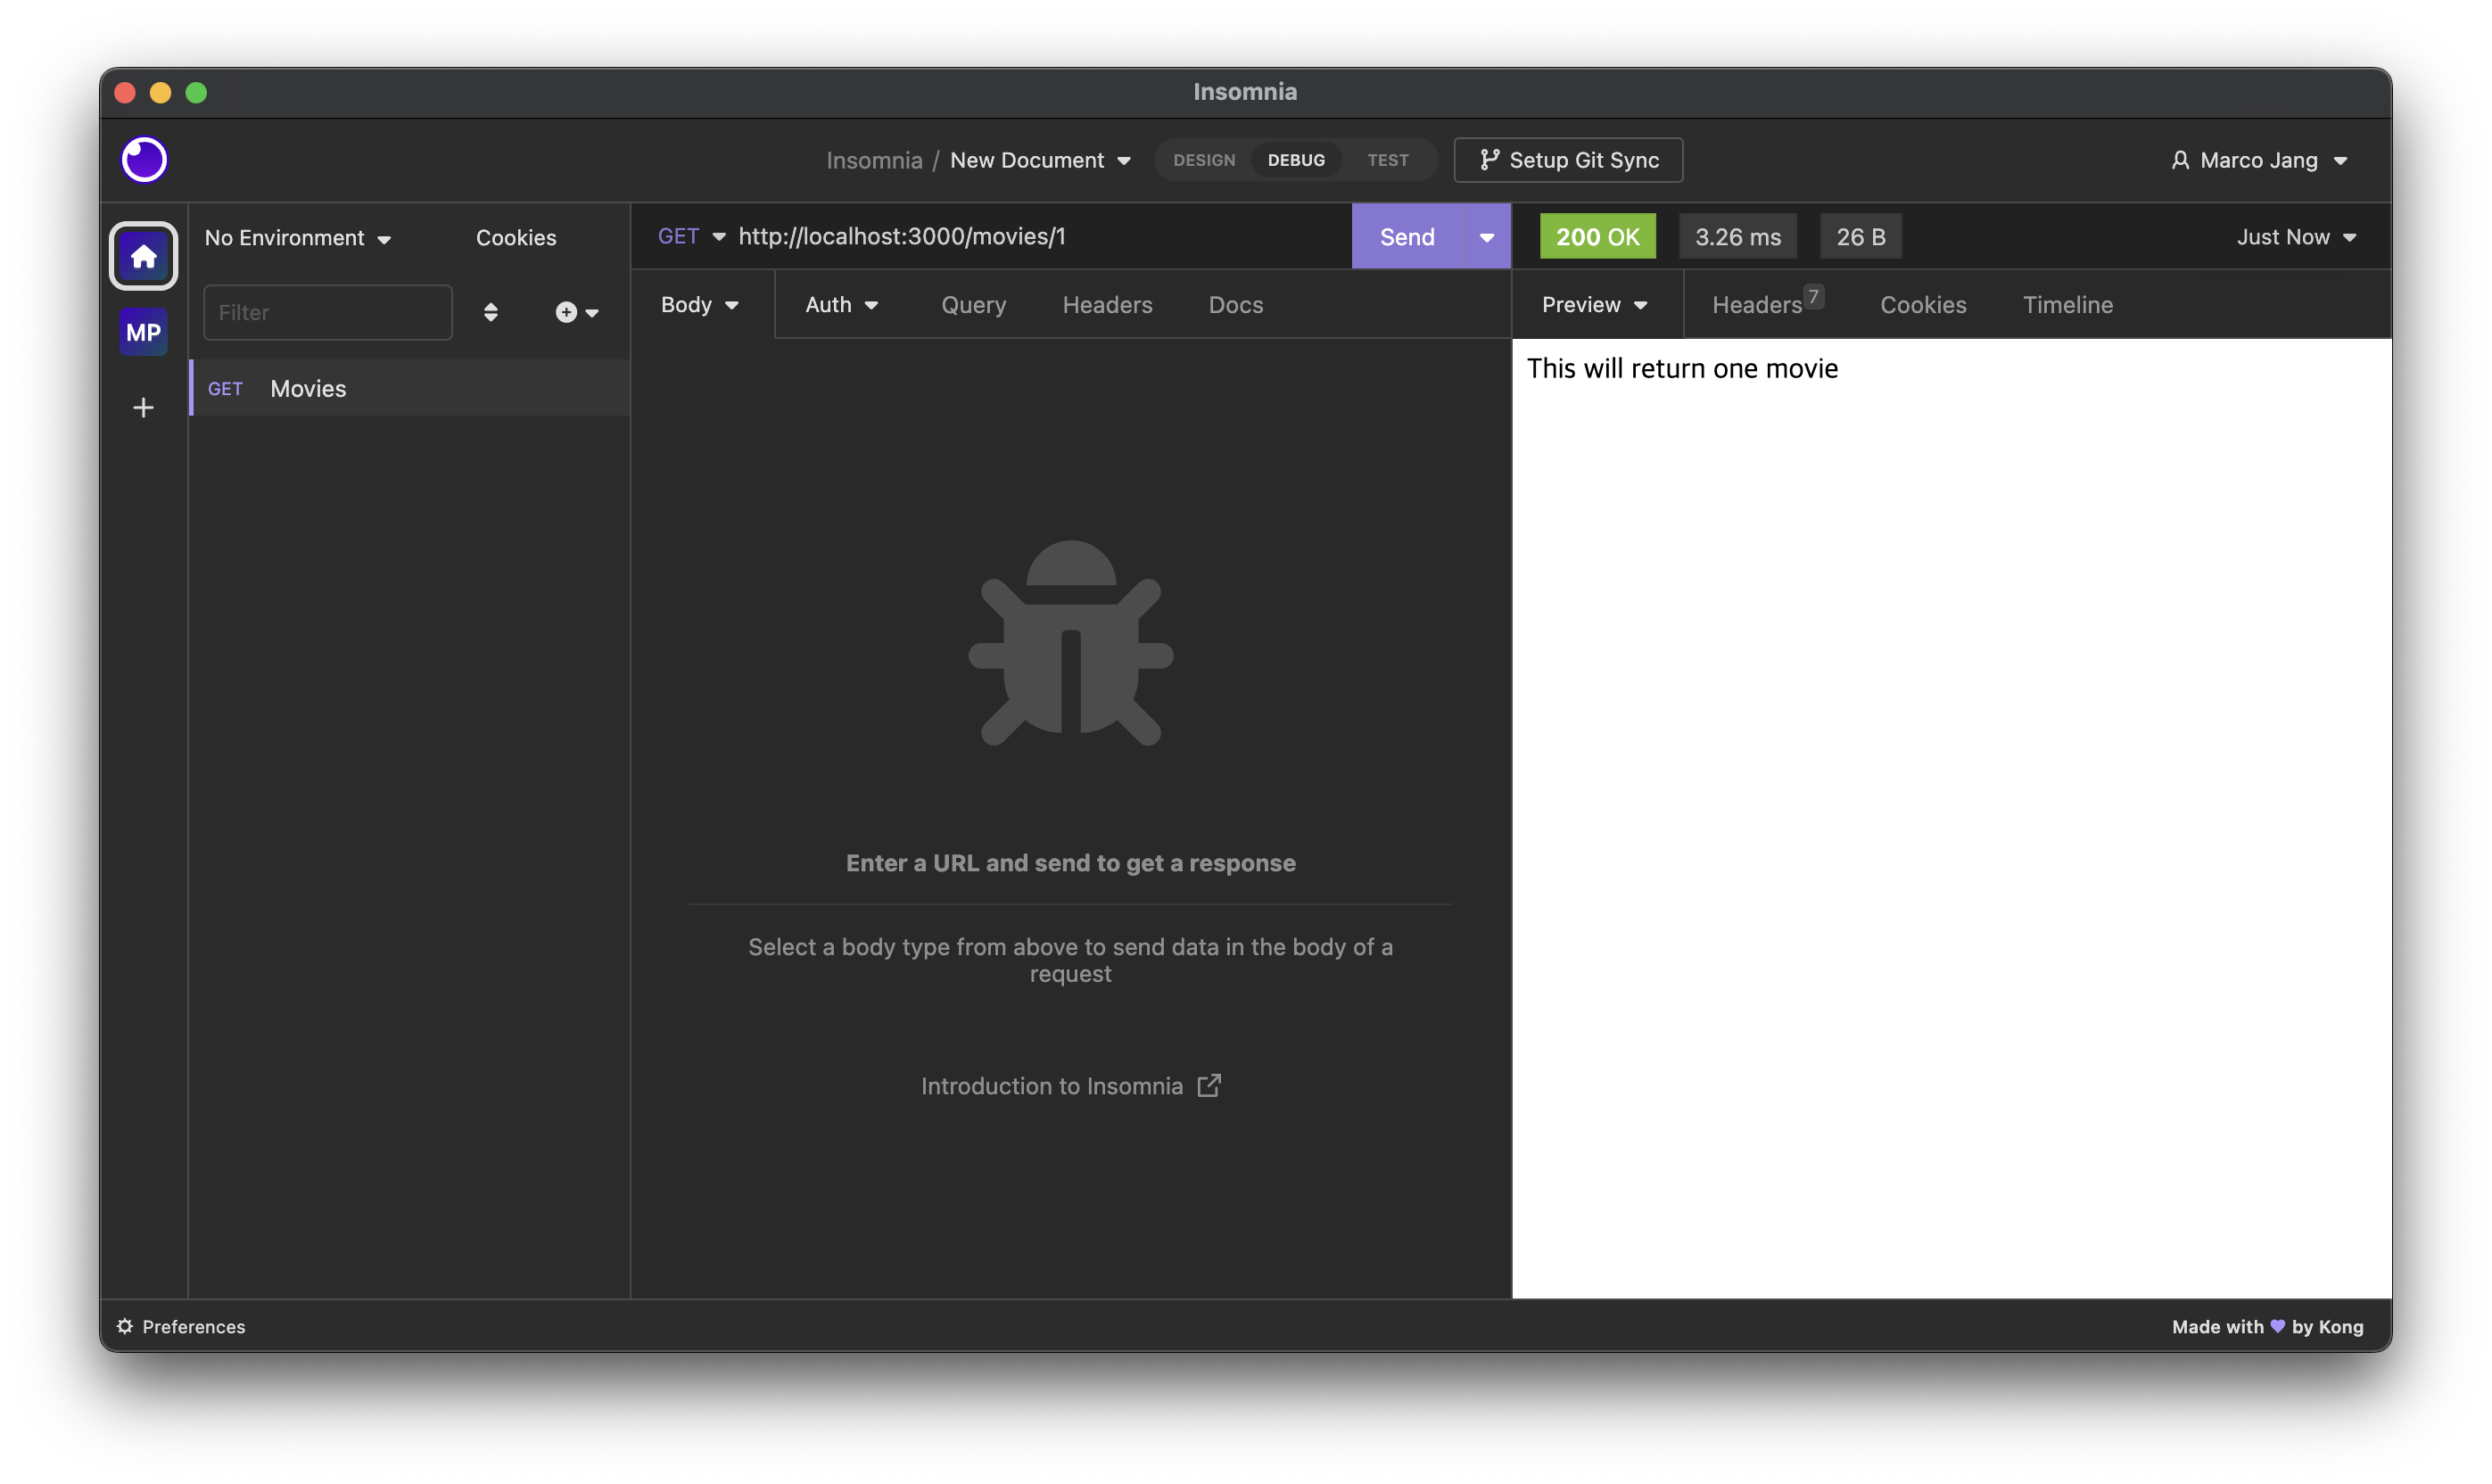 Insomnia
Insomnia / New Document
DESIGN DEBUG TEST
Setup Git Sync
Marco Jang
MP
No Environment
Cookies
Filter
GET Movies
GET http://localhost:3000/movies/1
Send
Body
Auth
Query
Headers
Docs
Enter a URL and send to get a response
Select a body type from above to send data in the body of a
request
Introduction to Insomnia
200 OK
3.26 ms
26 B
Just Now
Preview
Headers 7
Cookies
Timeline
This will return one movie
Preferences
Made with 💜 by Kong